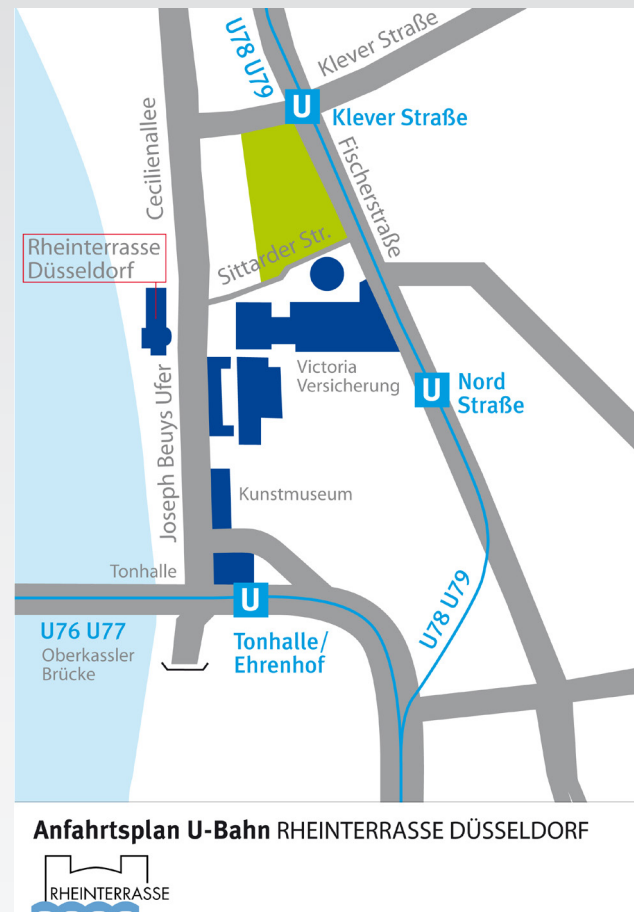 U78 U79
Klever Straße
U
Klever Straße
Cecilienallee
Fischerstraße
Rheinterrasse
Düsseldorf
Sittarder Str.
Victoria
Versicherung
U
Nord
Straße
Joseph Beuys Ufer
Kunstmuseum
Tonhalle
U
U76 U77
Oberkassler
Brücke
Tonhalle/
Ehrenhof
U78 U79
Anfahrtsplan U-Bahn RHEINTERRASSE DÜSSELDORF
RHEINTERRASSE